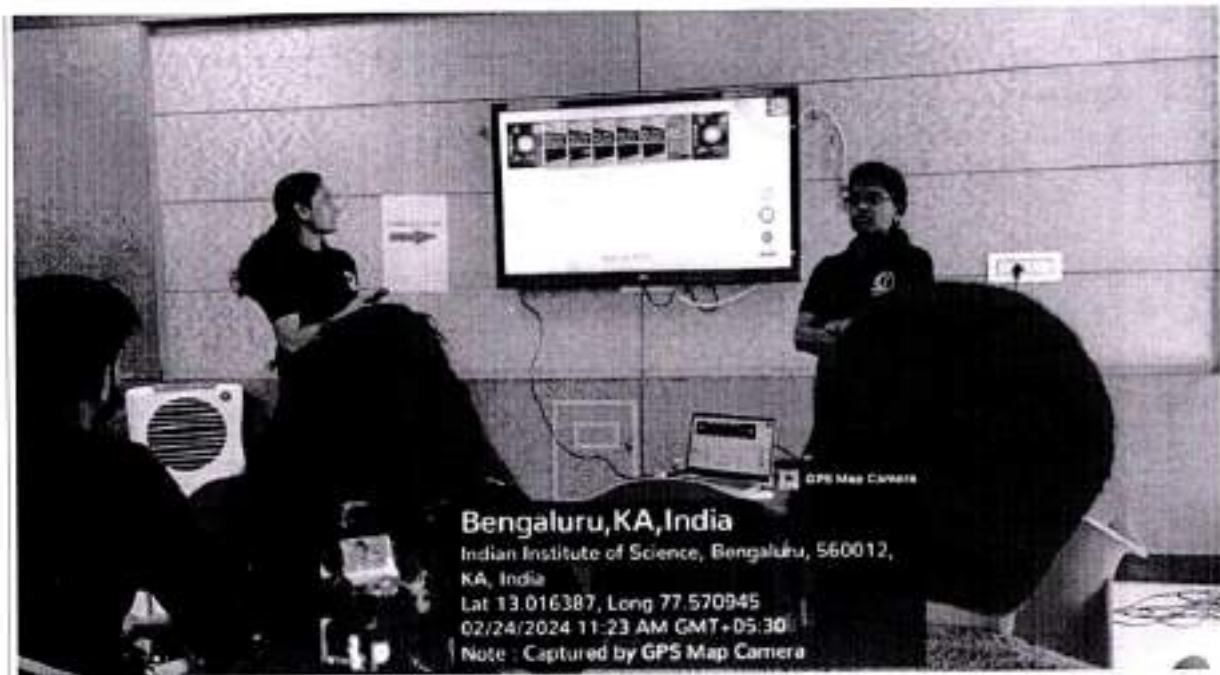 GPS Map Camera
Bengaluru,KA,India
Indian Institute of Science, Bengaluru, 560012,
KA, India
Lat 13.016387, Long 77.570945
02/24/2024 11:23 AM GMT+05:30
Note : Captured by GPS Map Camera